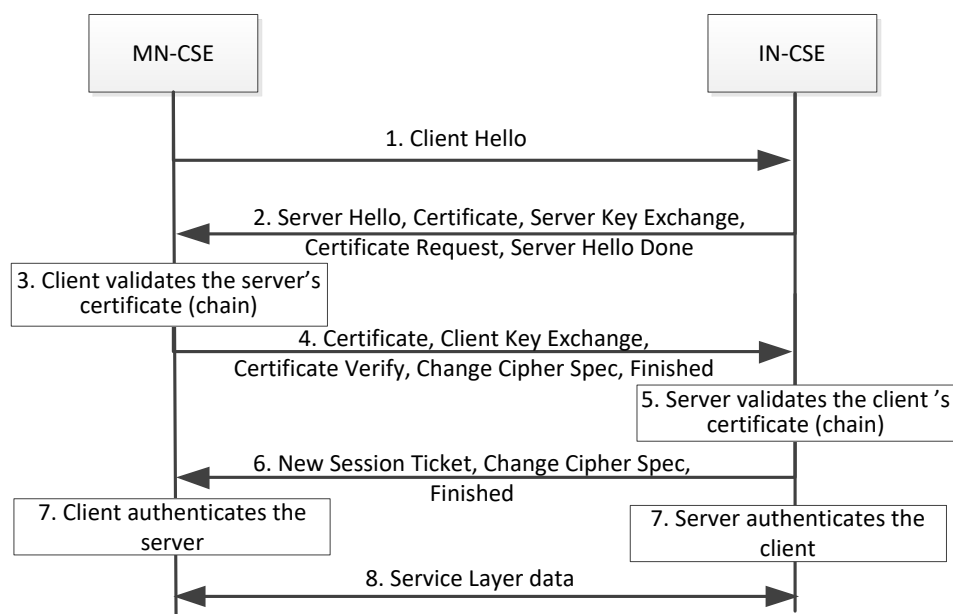 MN-CSE
IN-CSE
1. Client Hello
2. Server Hello, Certificate, Server Key Exchange,
Certificate Request, Server Hello Done
3. Client validates the server’s
certificate (chain)
4. Certificate, Client Key Exchange,
Certificate Verify, Change Cipher Spec, Finished
5. Server validates the client ’s
certificate (chain)
6. New Session Ticket, Change Cipher Spec,
Finished
7. Client authenticates the
server
7. Server authenticates the
client
8. Service Layer data